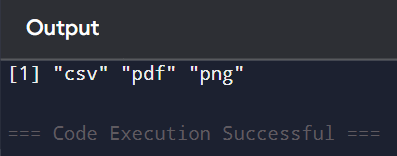 Output
[1] "csv" "pdf" "png"
=== Code Execution Successful ===